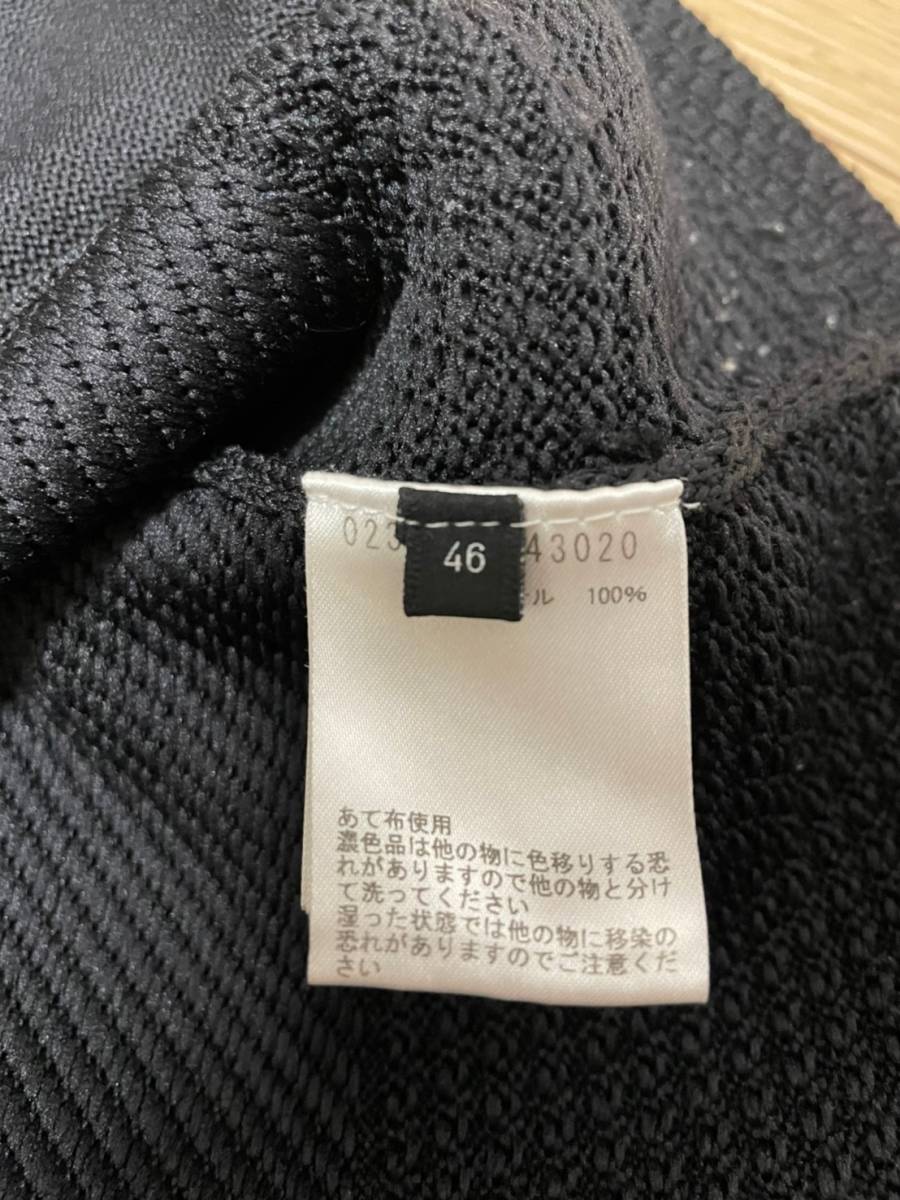 023 43020
46
ル 100%
あて布使用
濃色品は他の物に色移りする恐
れがありますので他の物と分け
て洗ってください
湿った状態では他の物に移染の
恐れがありますのでご注意くだ
さい